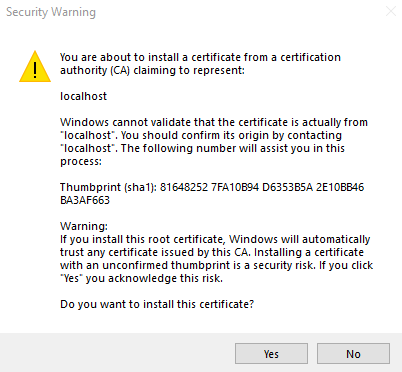 Security Warning
You are about to install a certificate from a certification
authority (CA) claiming to represent:
localhost
Windows cannot validate that the certificate is actually from
"localhost". You should confirm its origin by contacting
"localhost". The following number will assist you in this
process:
Thumbprint (sha1): 81648252 7FA10B94 D6353B5A 2E10BB46
BA3AF663
Warning:
If you install this root certificate, Windows will automatically
trust any certificate issued by this CA. Installing a certificate
with an unconfirmed thumbprint is a security risk. If you click
"Yes" you acknowledge this risk.
Do you want to install this certificate?
Yes
No